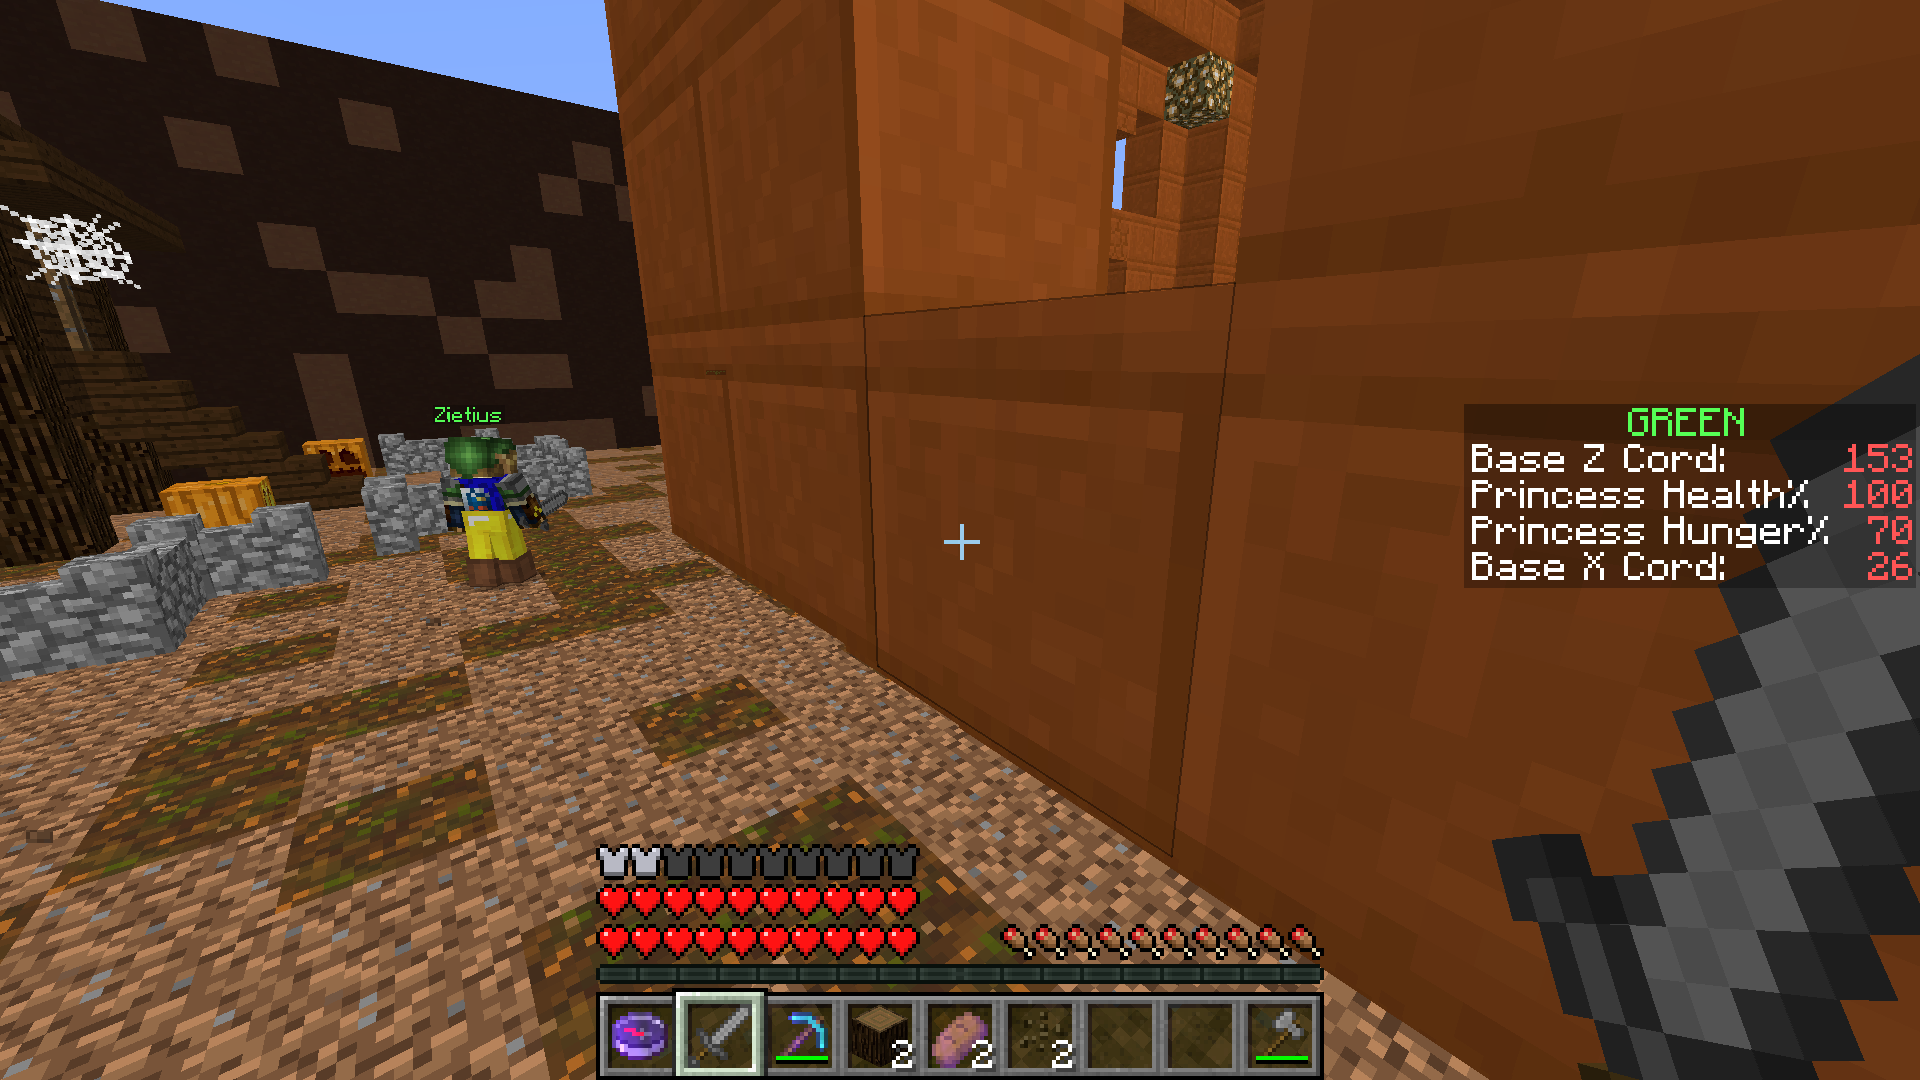 Zietius
GREEN
Base Z Cord: 153
Princess Health% 100
Princess Hunger% 70
Base X Cord: 26
2
2
2